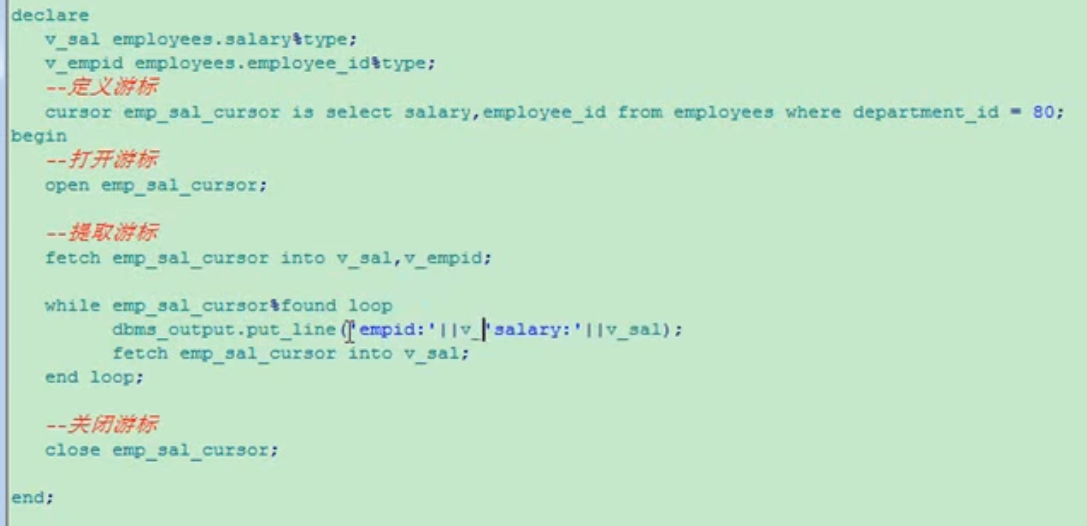 declare
v_sal employees.salary%type;
v_empid employees.employee_id%type;
--定义游标
cursor emp_sal_cursor is select salary,employee_id from employees where department_id = 80;
begin
--打开游标
open emp_sal_cursor;
--提取游标
fetch emp_sal_cursor into v_sal,v_empid;
while emp_sal_cursor%found loop
dbms_output.put_line('empid:'||v_'salary:'||v_sal);
fetch emp_sal_cursor into v_sal;
end loop;
--关闭游标
close emp_sal_cursor;
end;